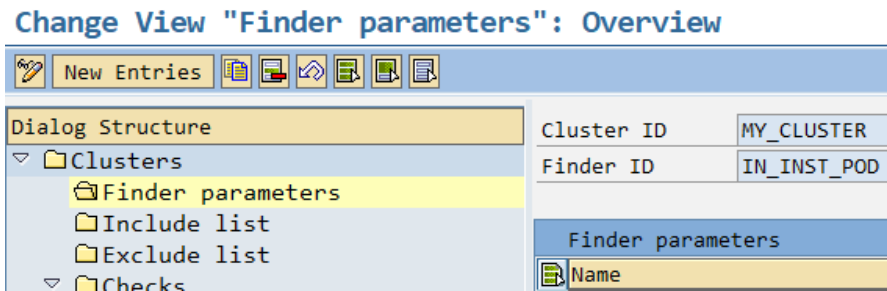 Change View "Finder parameters": Overview
New Entries
Dialog Structure
Clusters
Finder parameters
Include list
Exclude list
Checks
Cluster ID MY_CLUSTER
Finder ID IN_INST_POD
Finder parameters
Name